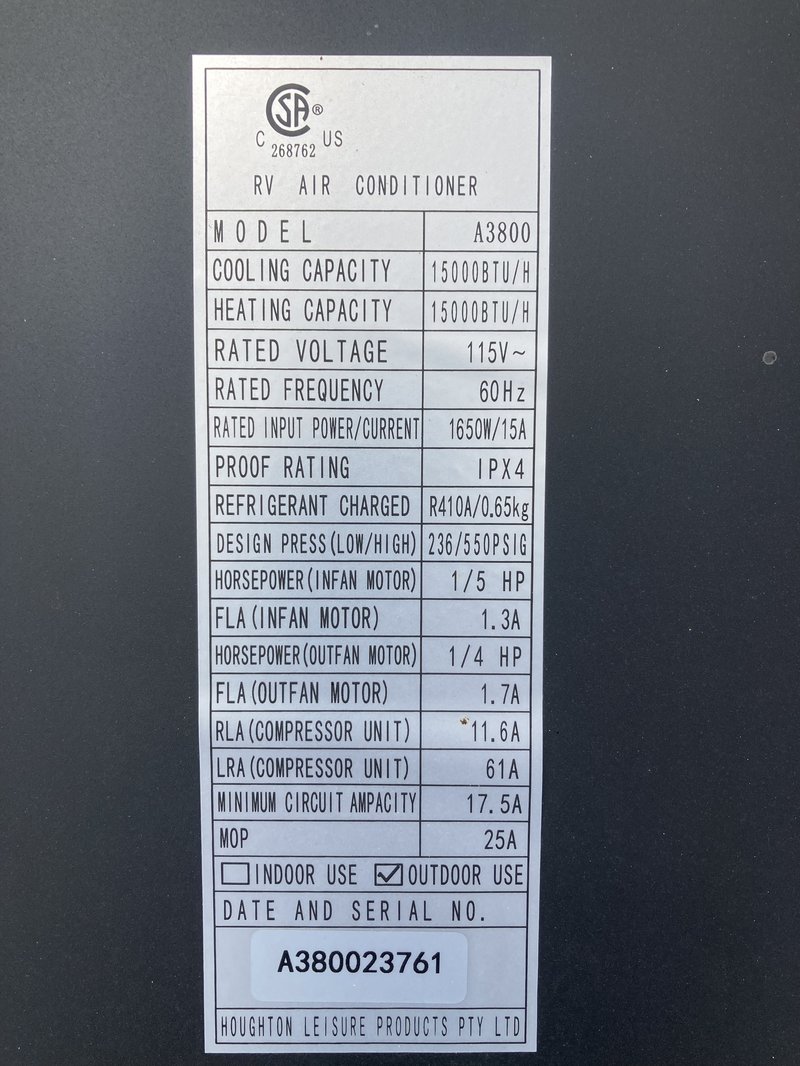 CSA®
C US
268762
RV AIR CONDITIONER
MODEL A3800
COOLING CAPACITY 15000BTU/H
HEATING CAPACITY 15000BTU/H
RATED VOLTAGE 115V~
RATED FREQUENCY 60Hz
RATED INPUT POWER/CURRENT 1650W/15A
PROOF RATING IPX4
REFRIGERANT CHARGED R410A/0.65kg
DESIGN PRESS(LOW/HIGH) 236/550PSIG
HORSEPOWER(INFAN MOTOR) 1/5 HP
FLA(INFAN MOTOR) 1.3A
HORSEPOWER(OUTFAN MOTOR) 1/4 HP
FLA(OUTFAN MOTOR) 1.7A
RLA(COMPRESSOR UNIT) 11.6A
LRA(COMPRESSOR UNIT) 61A
MINIMUM CIRCUIT AMPACITY 17.5A
MOP 25A
☐INDOOR USE ☑OUTDOOR USE
DATE AND SERIAL NO.
A380023761
HOUGHTON LEISURE PRODUCTS PTY LTD